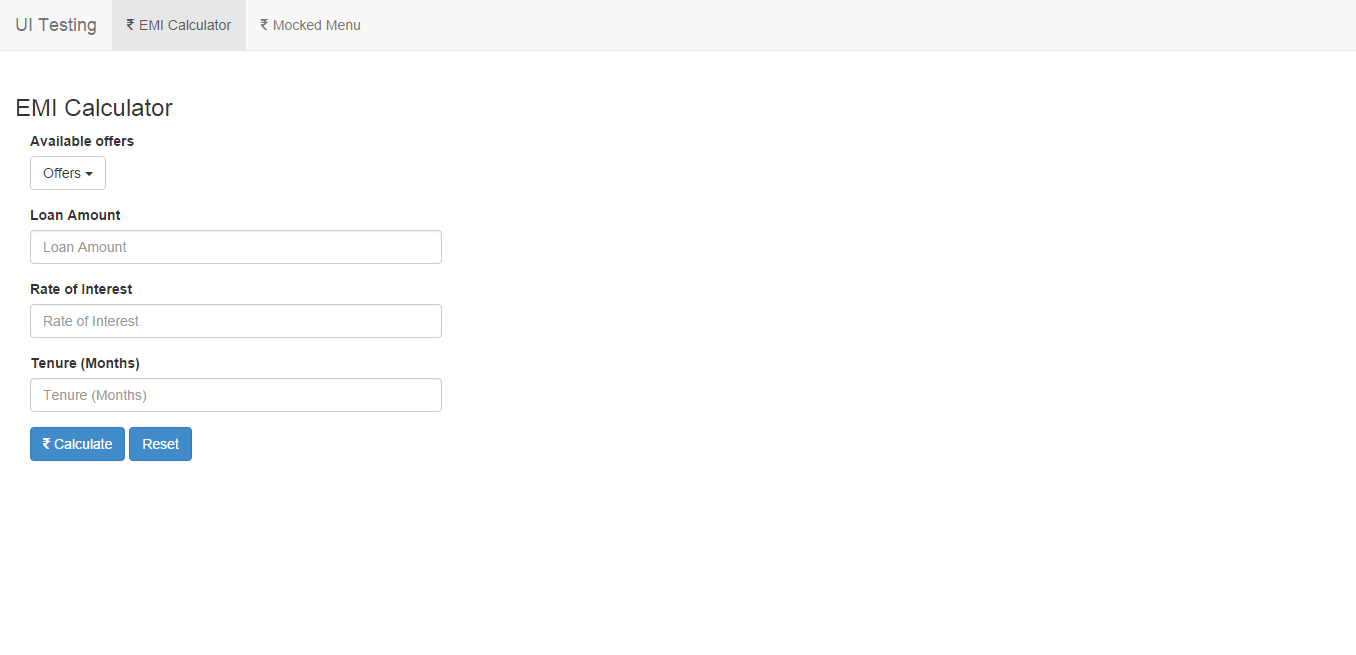 UI Testing ₹ EMI Calculator ₹ Mocked Menu
EMI Calculator
Available offers
Offers
Loan Amount
Loan Amount
Rate of Interest
Rate of Interest
Tenure (Months)
Tenure (Months)
₹ Calculate Reset